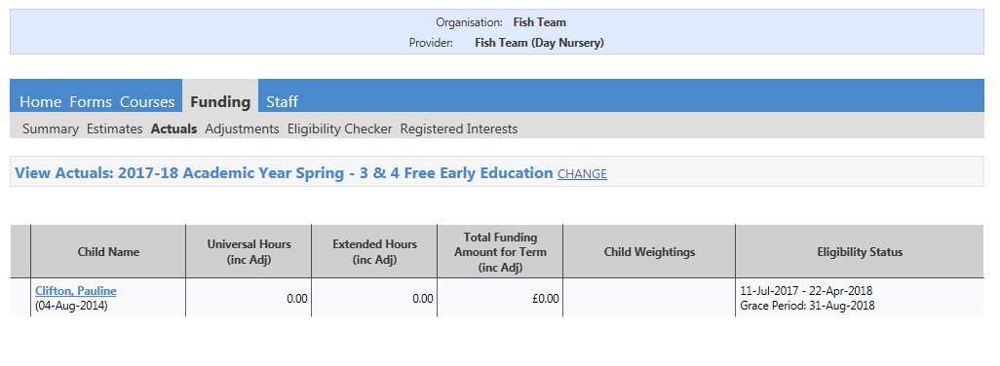 Organisation: Fish Team
Provider: Fish Team (Day Nursery)
Home Forms Courses Funding Staff
Summary Estimates Actuals Adjustments Eligibility Checker Registered Interests
View Actuals: 2017-18 Academic Year Spring - 3 & 4 Free Early Education CHANGE
Child Name
Universal Hours
(inc Adj)
Extended Hours
(inc Adj)
Total Funding
Amount for Term
(inc Adj)
Child Weightings
Eligibility Status
Clifton, Pauline
(04-Aug-2014)
0.00
0.00
£0.00
11-Jul-2017 - 22-Apr-2018
Grace Period: 31-Aug-2018